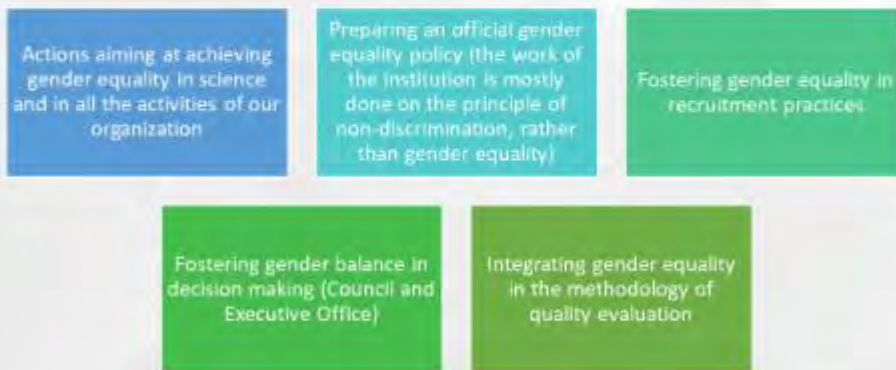 Actions aiming at achieving
gender equality in science
and in all the activities of our
organization
Preparing an official gender
equality policy (the work of
the institution is mostly
done on the principle of
non-discrimination, rather
than gender equality)
Fostering gender equality in
recruitment practices
Fostering gender balance in
decision making (Council and
Executive Office)
Integrating gender equality
in the methodology of
quality evaluation